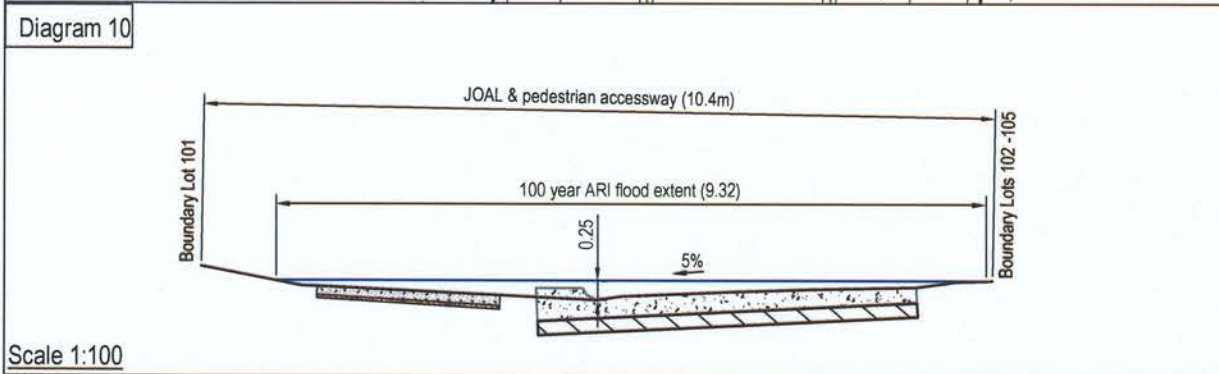 Diagram 10
JOAL & pedestrian accessway (10.4m)
Boundary Lot 101
Boundary Lots 102 -105
100 year ARI flood extent (9.32)
0.25
5%
Scale 1:100